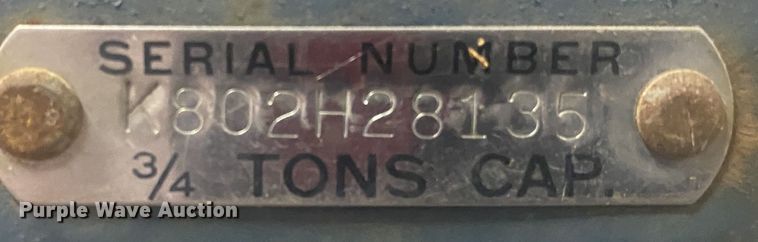 SERIAL NUMBER
K802H28135
3/4 TONS CAP.
Purple Wave Auction